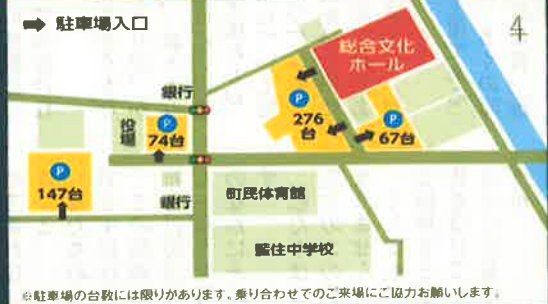 ➡ 駐車場入口
4
総合文化
ホール
銀行
P
276
台
P
67台
役場
P
74台
P
147台
銀行
町民体育館
藍住中学校
※駐車場の台数には限りがあります。乗り合わせでのご来場にご協力お願いします。